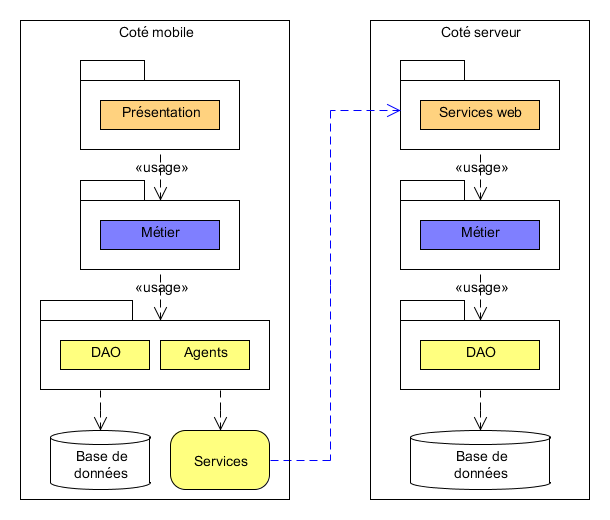 Coté mobile
Présentation
«usage»
Métier
«usage»
DAO
Agents
Base de
données
Services
Coté serveur
Services web
«usage»
Métier
«usage»
DAO
Base de
données